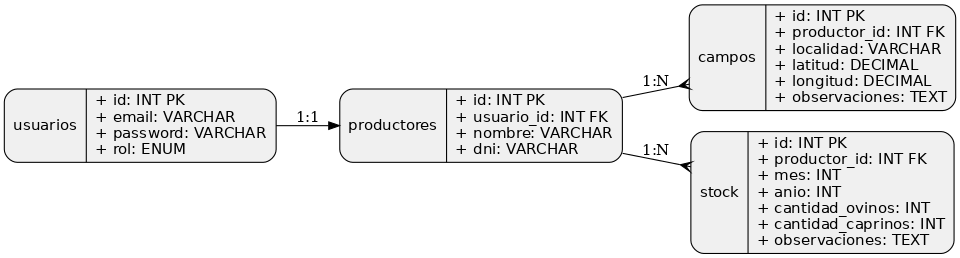 usuarios
+ id: INT PK
+ email: VARCHAR
+ password: VARCHAR
+ rol: ENUM
1:1
productores
+ id: INT PK
+ usuario_id: INT FK
+ nombre: VARCHAR
+ dni: VARCHAR
1:N
campos
+ id: INT PK
+ productor_id: INT FK
+ localidad: VARCHAR
+ latitud: DECIMAL
+ longitud: DECIMAL
+ observaciones: TEXT
1:N
stock
+ id: INT PK
+ productor_id: INT FK
+ mes: INT
+ anio: INT
+ cantidad_ovinos: INT
+ cantidad_caprinos: INT
+ observaciones: TEXT